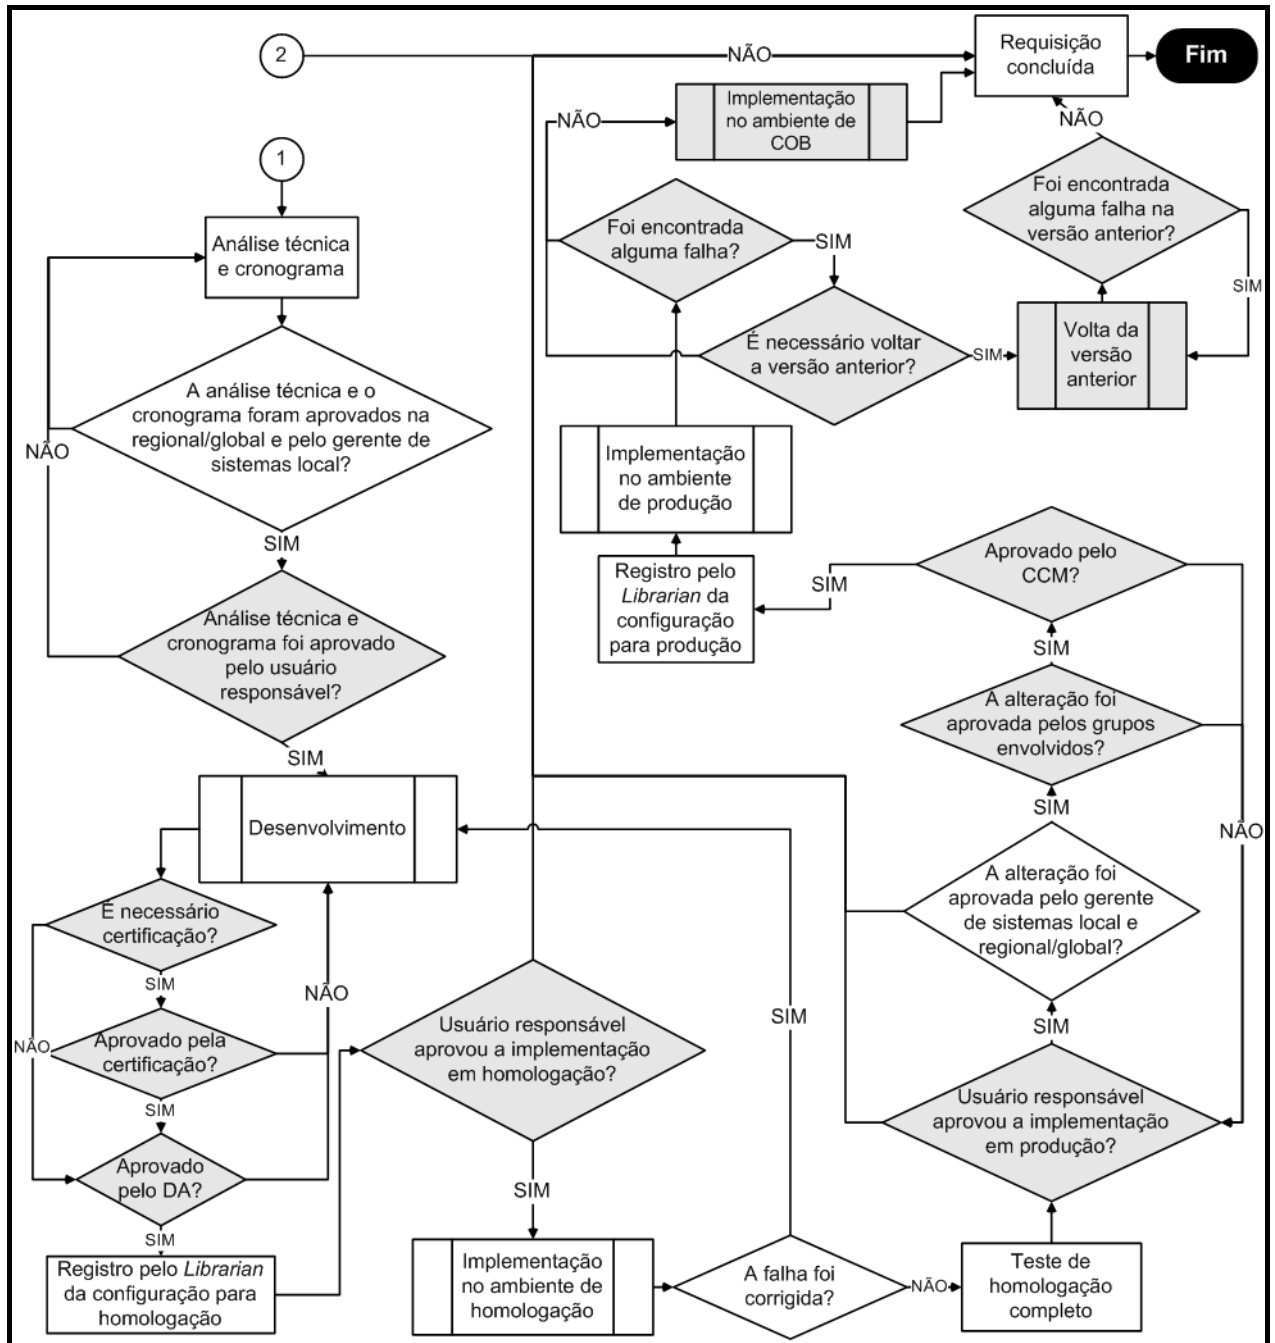 2
NÃO
Requisição
concluída
Fim
Implementação
no ambiente de
COB
NÃO
NÃO
1
Análise técnica
e cronograma
Foi encontrada
alguma falha?
SIM
Foi encontrada
alguma falha na
versão anterior?
SIM
É necessário voltar
a versão anterior?
SIM
Volta da
versão
anterior
A análise técnica e o
cronograma foram aprovados na
regional/global e pelo gerente de
sistemas local?
NÃO
SIM
Implementação
no ambiente
de produção
Registro pelo
Librarian da
configuração
para produção
SIM
Aprovado pelo
CCM?
SIM
Análise técnica e
cronograma foi aprovado
pelo usuário
responsável?
SIM
A alteração foi
aprovada pelos grupos
envolvidos?
SIM
NÃO
Desenvolvimento
A alteração foi
aprovada pelo gerente
de sistemas local e
regional/global?
SIM
É necessário
certificação?
SIM
NÃO
NÃO
Aprovado pela
certificação?
SIM
Aprovado
pelo DA?
SIM
Registro pelo Librarian
da configuração para
homologação
Usuário responsável
aprovou a implementação
em homologação?
SIM
SIM
Usuário responsável
aprovou a implementação
em produção?
Implementação
no ambiente de
homologação
A falha foi
corrigida?
NÃO
Teste de
homologação
completo